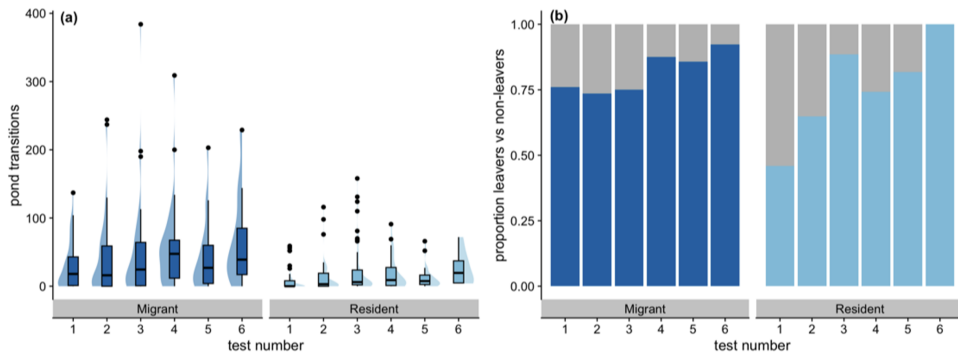 (a)
pond transitions
400
300
200
100
0
Migrant
Resident
1 2 3 4 5 6
1 2 3 4 5 6
test number
(b)
proportion leavers vs non-leavers
1.00
0.75
0.50
0.25
0.00
Migrant
Resident
1 2 3 4 5 6
1 2 3 4 5 6
test number